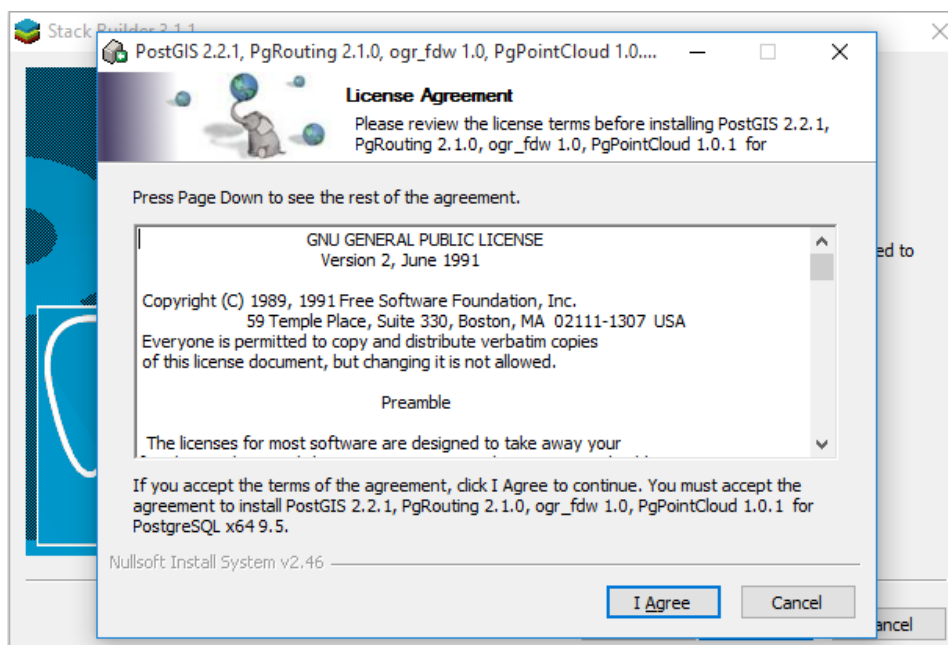 Stack Builder 3.1.1
PostGIS 2.2.1, PgRouting 2.1.0, ogr_fdw 1.0, PgPointCloud 1.0....
License Agreement
Please review the license terms before installing PostGIS 2.2.1,
PgRouting 2.1.0, ogr_fdw 1.0, PgPointCloud 1.0.1 for
Press Page Down to see the rest of the agreement.
GNU GENERAL PUBLIC LICENSE
Version 2, June 1991
Copyright (C) 1989, 1991 Free Software Foundation, Inc.
59 Temple Place, Suite 330, Boston, MA 02111-1307 USA
Everyone is permitted to copy and distribute verbatim copies
of this license document, but changing it is not allowed.
Preamble
The licenses for most software are designed to take away your
ed to
If you accept the terms of the agreement, click I Agree to continue. You must accept the
agreement to install PostGIS 2.2.1, PgRouting 2.1.0, ogr_fdw 1.0, PgPointCloud 1.0.1 for
PostgreSQL x64 9.5.
Nullsoft Install System v2.46
I Agree
Cancel
ancel